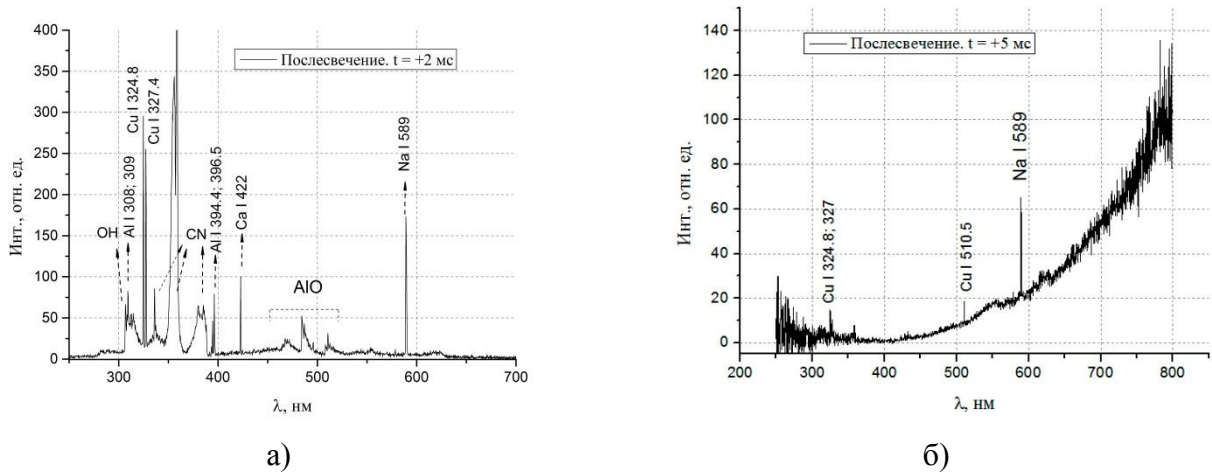 400
350
300
250
200
150
100
50
0
Инт., отн. ед.
Послесвечение. t = +2 мс
OH
Al I 308; 309
Cu I 324.8
Cu I 327.4
CN
Al I 394.4; 396.5
Ca I 422
AlO
Na I 589
300
400
500
600
700
λ, нм
а)
140
120
100
80
60
40
20
0
Инт., отн. ед.
Послесвечение. t = +5 мс
Cu I 324.8; 327
Cu I 510.5
Na I 589
200
300
400
500
600
700
800
λ, нм
б)